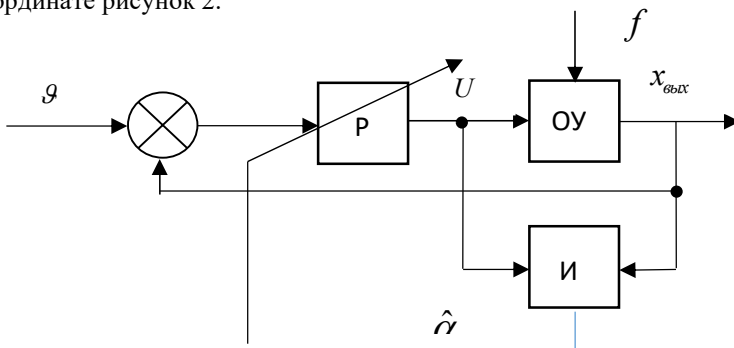 ординате рисунок 2.
f
ϑ
U
x_вых
Р
ОУ
И
α̂